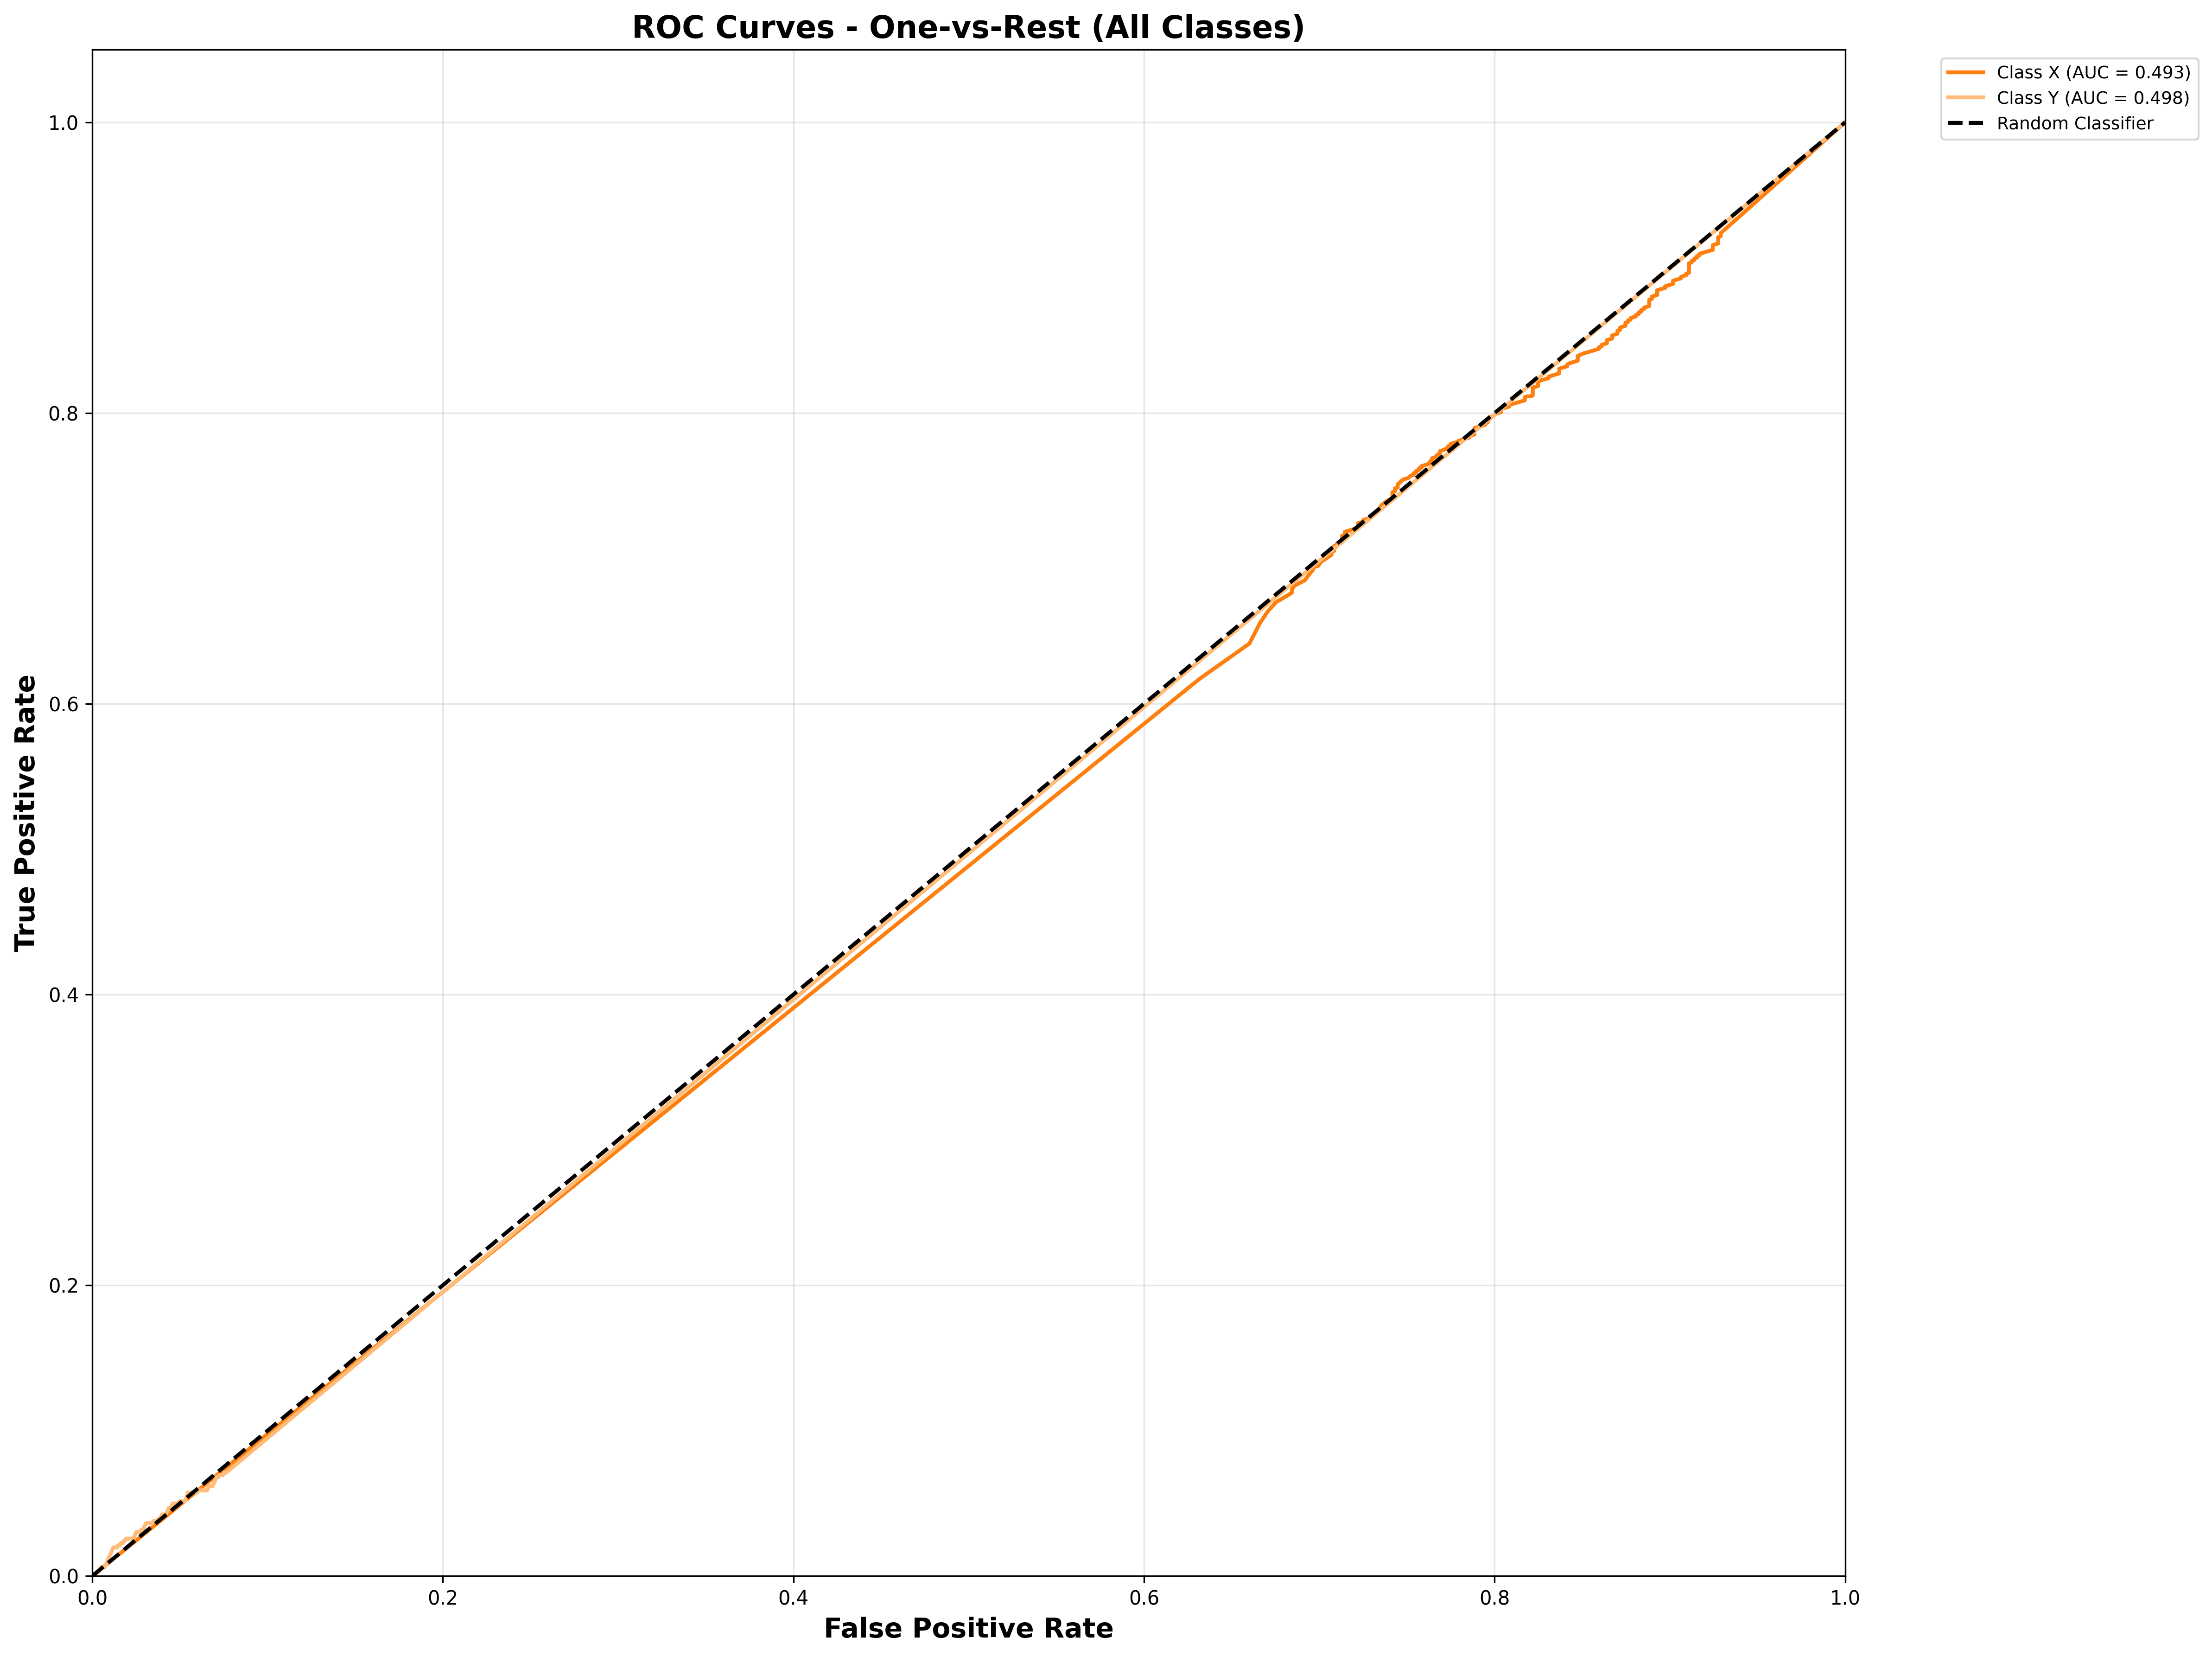 ROC Curves - One-vs-Rest (All Classes)
Class X (AUC = 0.493)
Class Y (AUC = 0.498)
Random Classifier
True Positive Rate
1.0
0.8
0.6
0.4
0.2
0.0
0.0 0.2 0.4 0.6 0.8 1.0
False Positive Rate